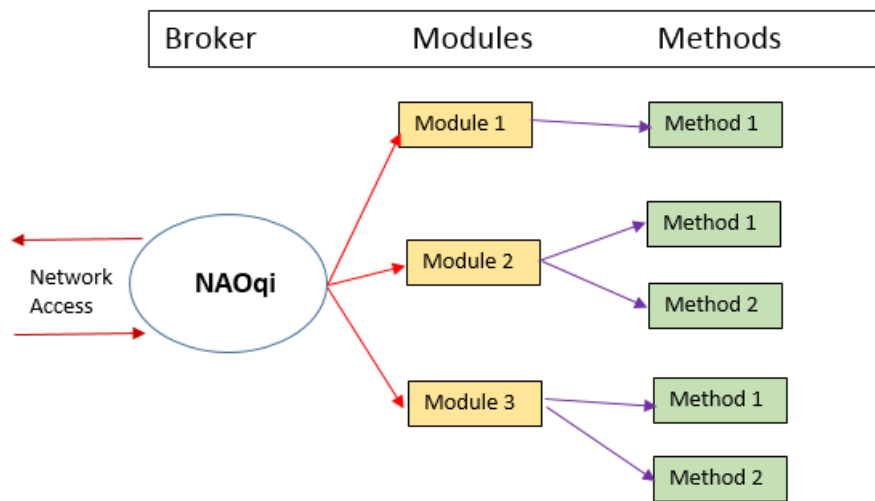 Broker Modules Methods
Module 1 Method 1
Method 1
Network
Access
NAOqi
Module 2
Method 2
Module 3 Method 1
Method 2